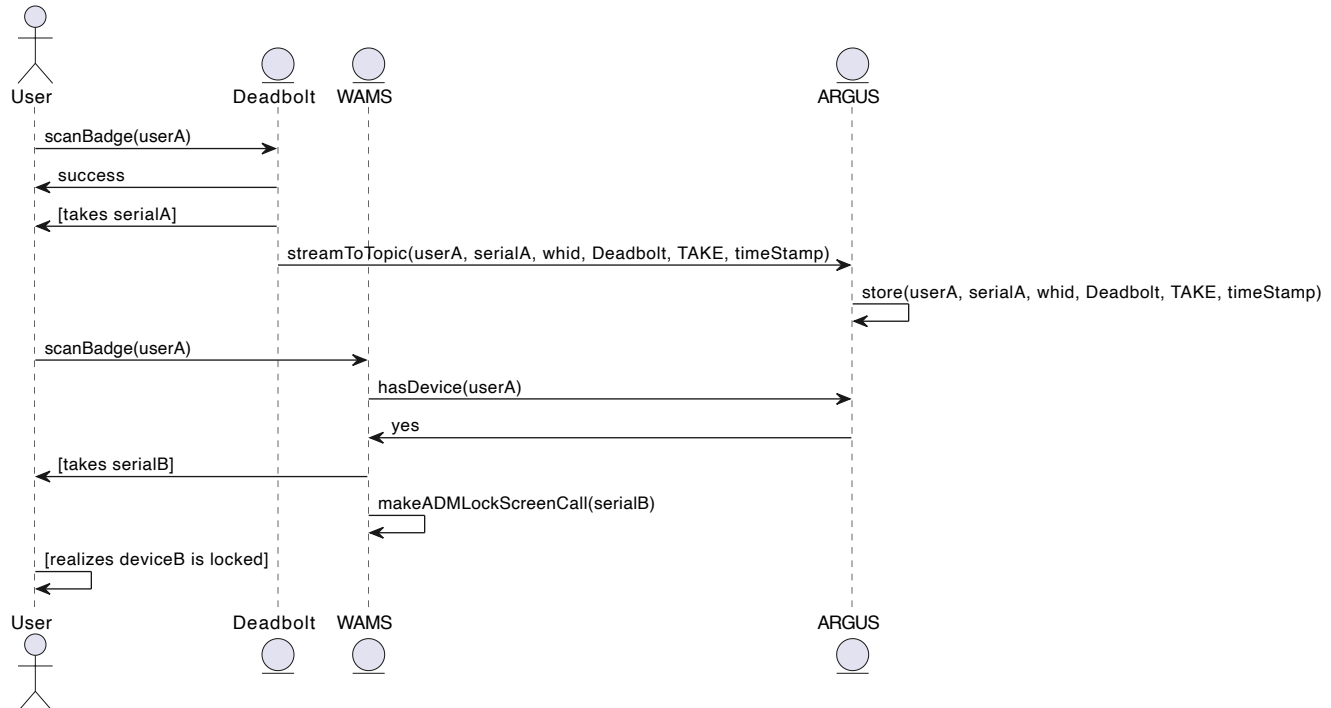 User
Deadbolt
WAMS
ARGUS
scanBadge(userA)
success
[takes serialA]
streamToTopic(userA, serialA, whid, Deadbolt, TAKE, timeStamp)
store(userA, serialA, whid, Deadbolt, TAKE, timeStamp)
scanBadge(userA)
hasDevice(userA)
yes
[takes serialB]
makeADMLockScreenCall(serialB)
[realizes deviceB is locked]
User
Deadbolt
WAMS
ARGUS